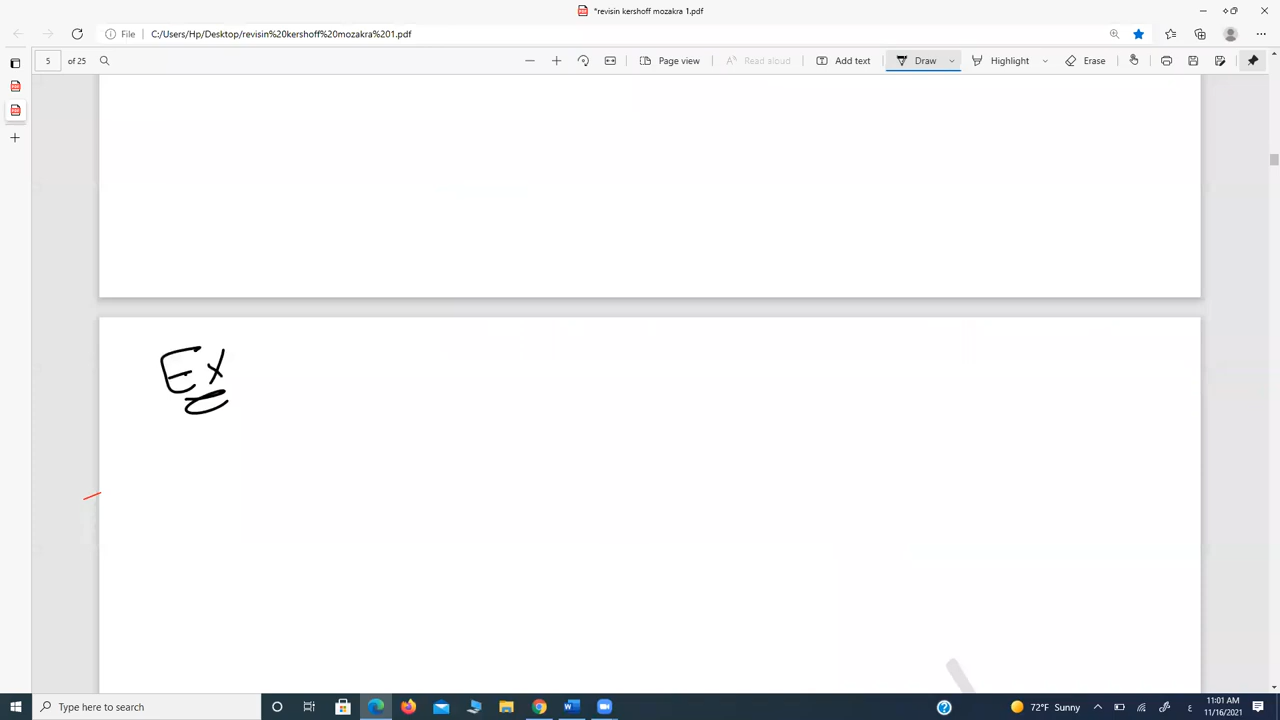 *revisin kershoff mozakra 1.pdf
File C:/Users/Hp/Desktop/revisin%20kershoff%20mozakra%201.pdf
5 of 25 Page view Read aloud Add text Draw Highlight Erase
Ex
Type here to search
72°F Sunny ع 11:01 AM
11/16/2021